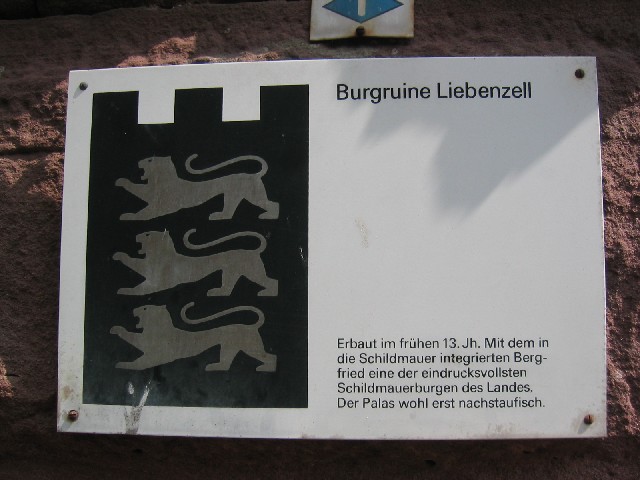 Burgruine Liebenzell
Erbaut im frühen 13. Jh. Mit dem in
die Schildmauer integrierten Berg-
fried eine der eindrucksvollsten
Schildmauerburgen des Landes.
Der Palas wohl erst nachstaufisch.